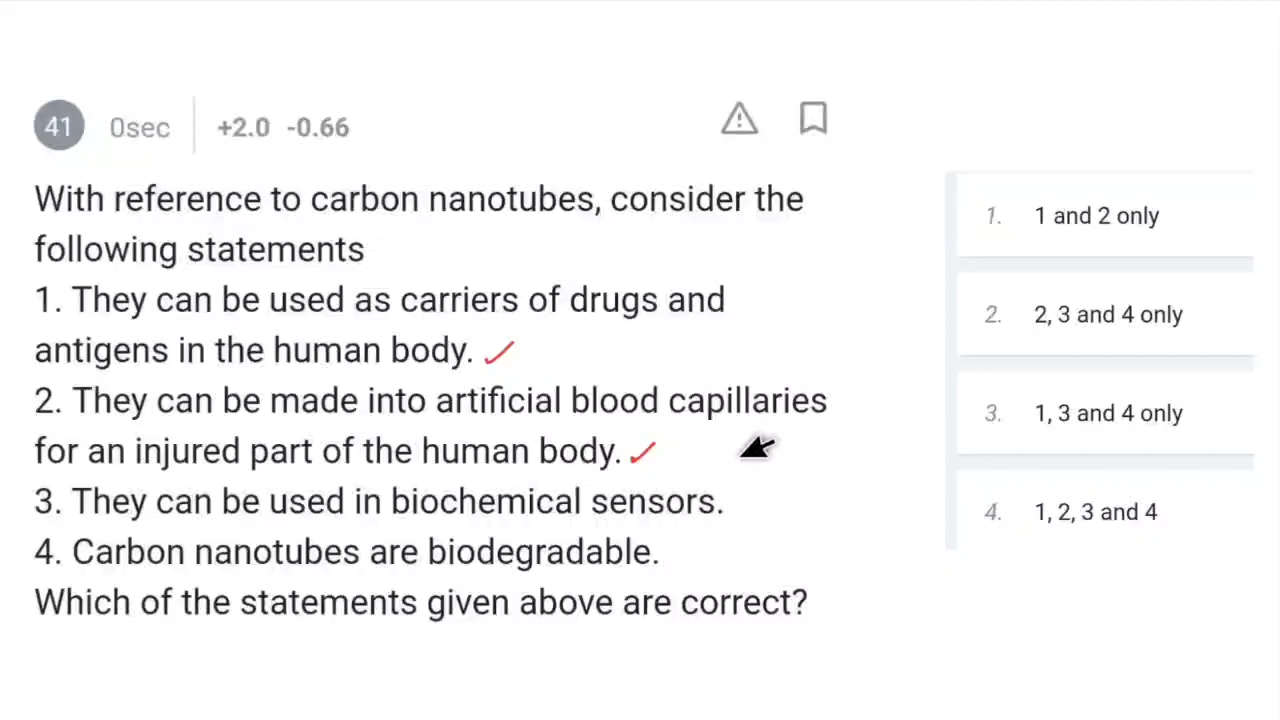 41 0sec +2.0 -0.66
With reference to carbon nanotubes, consider the
following statements
1. They can be used as carriers of drugs and
antigens in the human body.
2. They can be made into artificial blood capillaries
for an injured part of the human body.
3. They can be used in biochemical sensors.
4. Carbon nanotubes are biodegradable.
Which of the statements given above are correct?
1. 1 and 2 only
2. 2, 3 and 4 only
3. 1, 3 and 4 only
4. 1, 2, 3 and 4